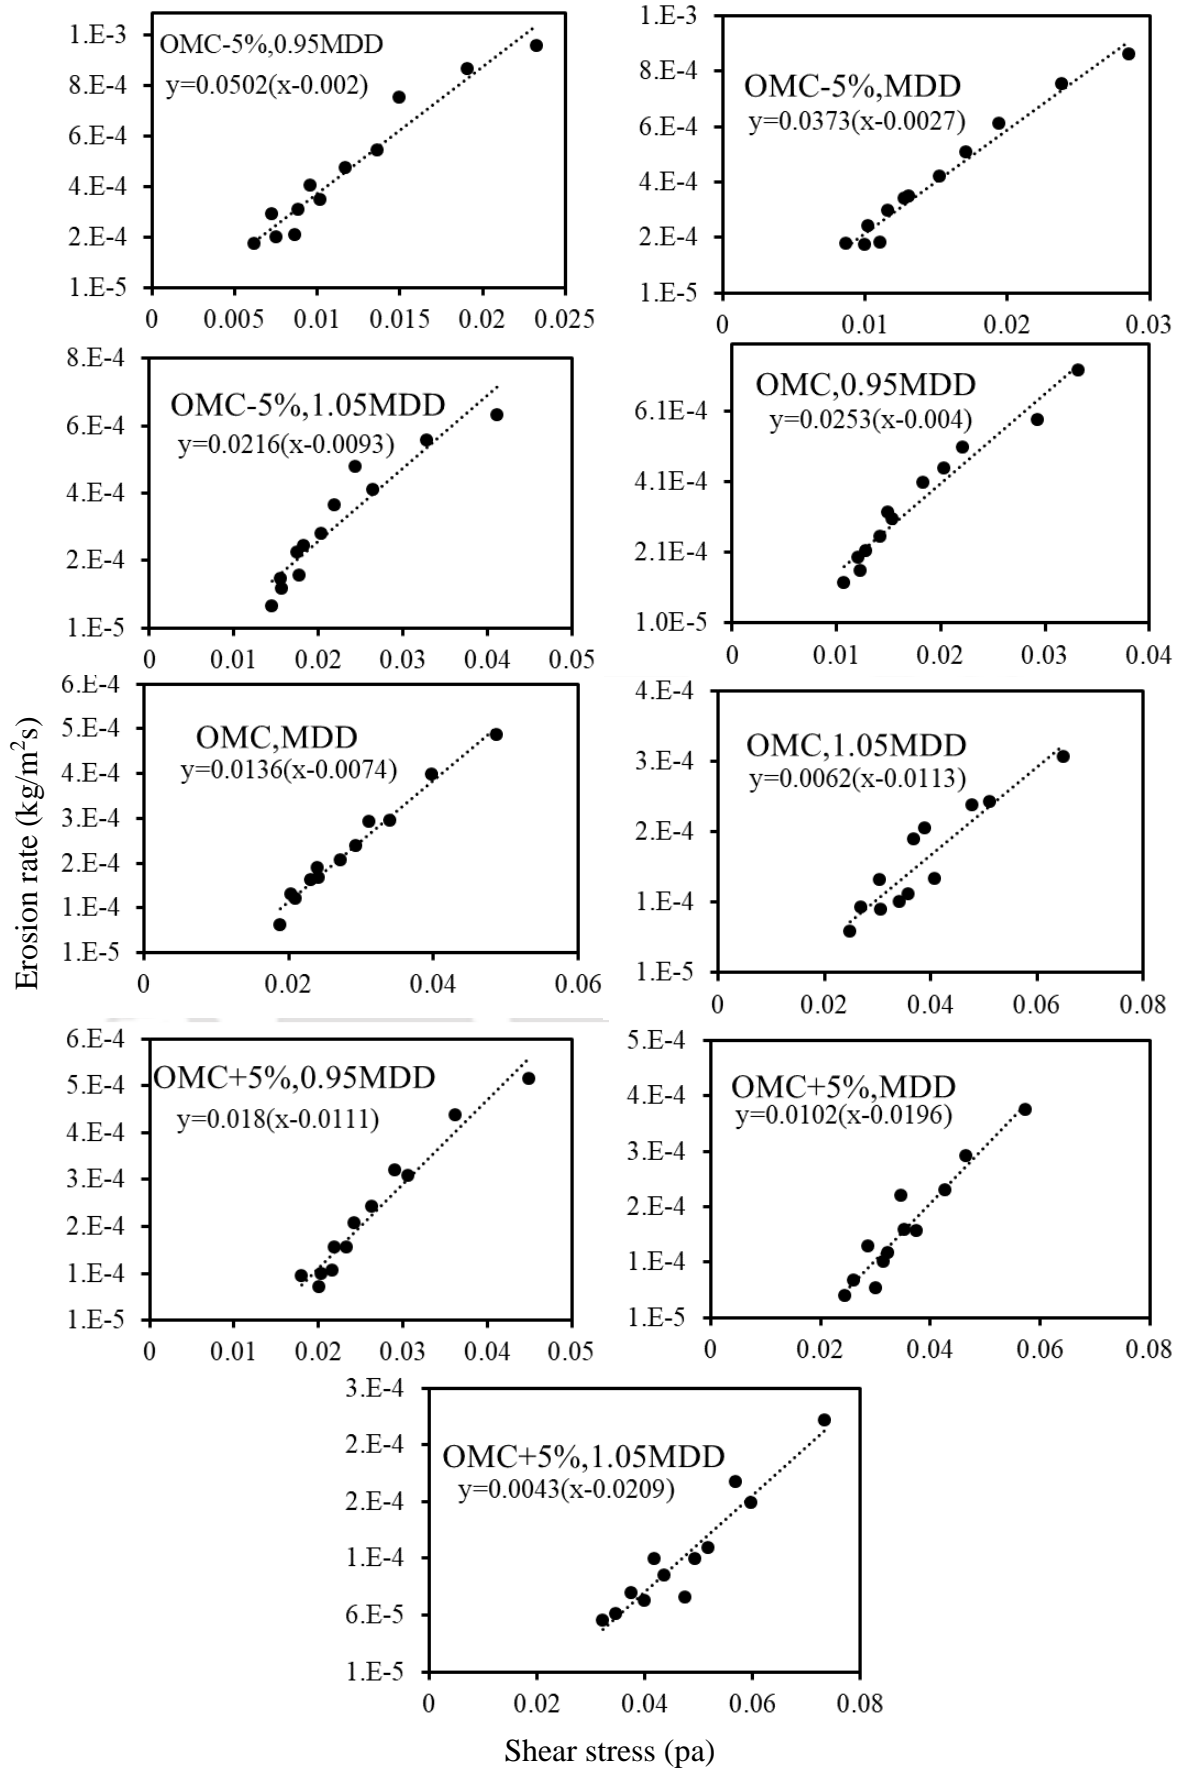 1.E-3
8.E-4
6.E-4
4.E-4
2.E-4
1.E-5
OMC-5%,0.95MDD
y=0.0502(x-0.002)
0 0.005 0.01 0.015 0.02 0.025
1.E-3
8.E-4
6.E-4
4.E-4
2.E-4
1.E-5
OMC-5%,MDD
y=0.0373(x-0.0027)
0 0.01 0.02 0.03
8.E-4
6.E-4
4.E-4
2.E-4
1.E-5
OMC-5%,1.05MDD
y=0.0216(x-0.0093)
0 0.01 0.02 0.03 0.04 0.05
6.1E-4
4.1E-4
2.1E-4
1.0E-5
OMC,0.95MDD
y=0.0253(x-0.004)
0 0.01 0.02 0.03 0.04
Erosion rate (kg/m²s)
6.E-4
5.E-4
4.E-4
3.E-4
2.E-4
1.E-4
1.E-5
OMC,MDD
y=0.0136(x-0.0074)
0 0.02 0.04 0.06
4.E-4
3.E-4
2.E-4
1.E-4
1.E-5
OMC,1.05MDD
y=0.0062(x-0.0113)
0 0.02 0.04 0.06 0.08
6.E-4
5.E-4
4.E-4
3.E-4
2.E-4
1.E-4
1.E-5
OMC+5%,0.95MDD
y=0.018(x-0.0111)
0 0.01 0.02 0.03 0.04 0.05
5.E-4
4.E-4
3.E-4
2.E-4
1.E-4
1.E-5
OMC+5%,MDD
y=0.0102(x-0.0196)
0 0.02 0.04 0.06 0.08
3.E-4
2.E-4
2.E-4
1.E-4
6.E-5
1.E-5
OMC+5%,1.05MDD
y=0.0043(x-0.0209)
0 0.02 0.04 0.06 0.08
Shear stress (pa)